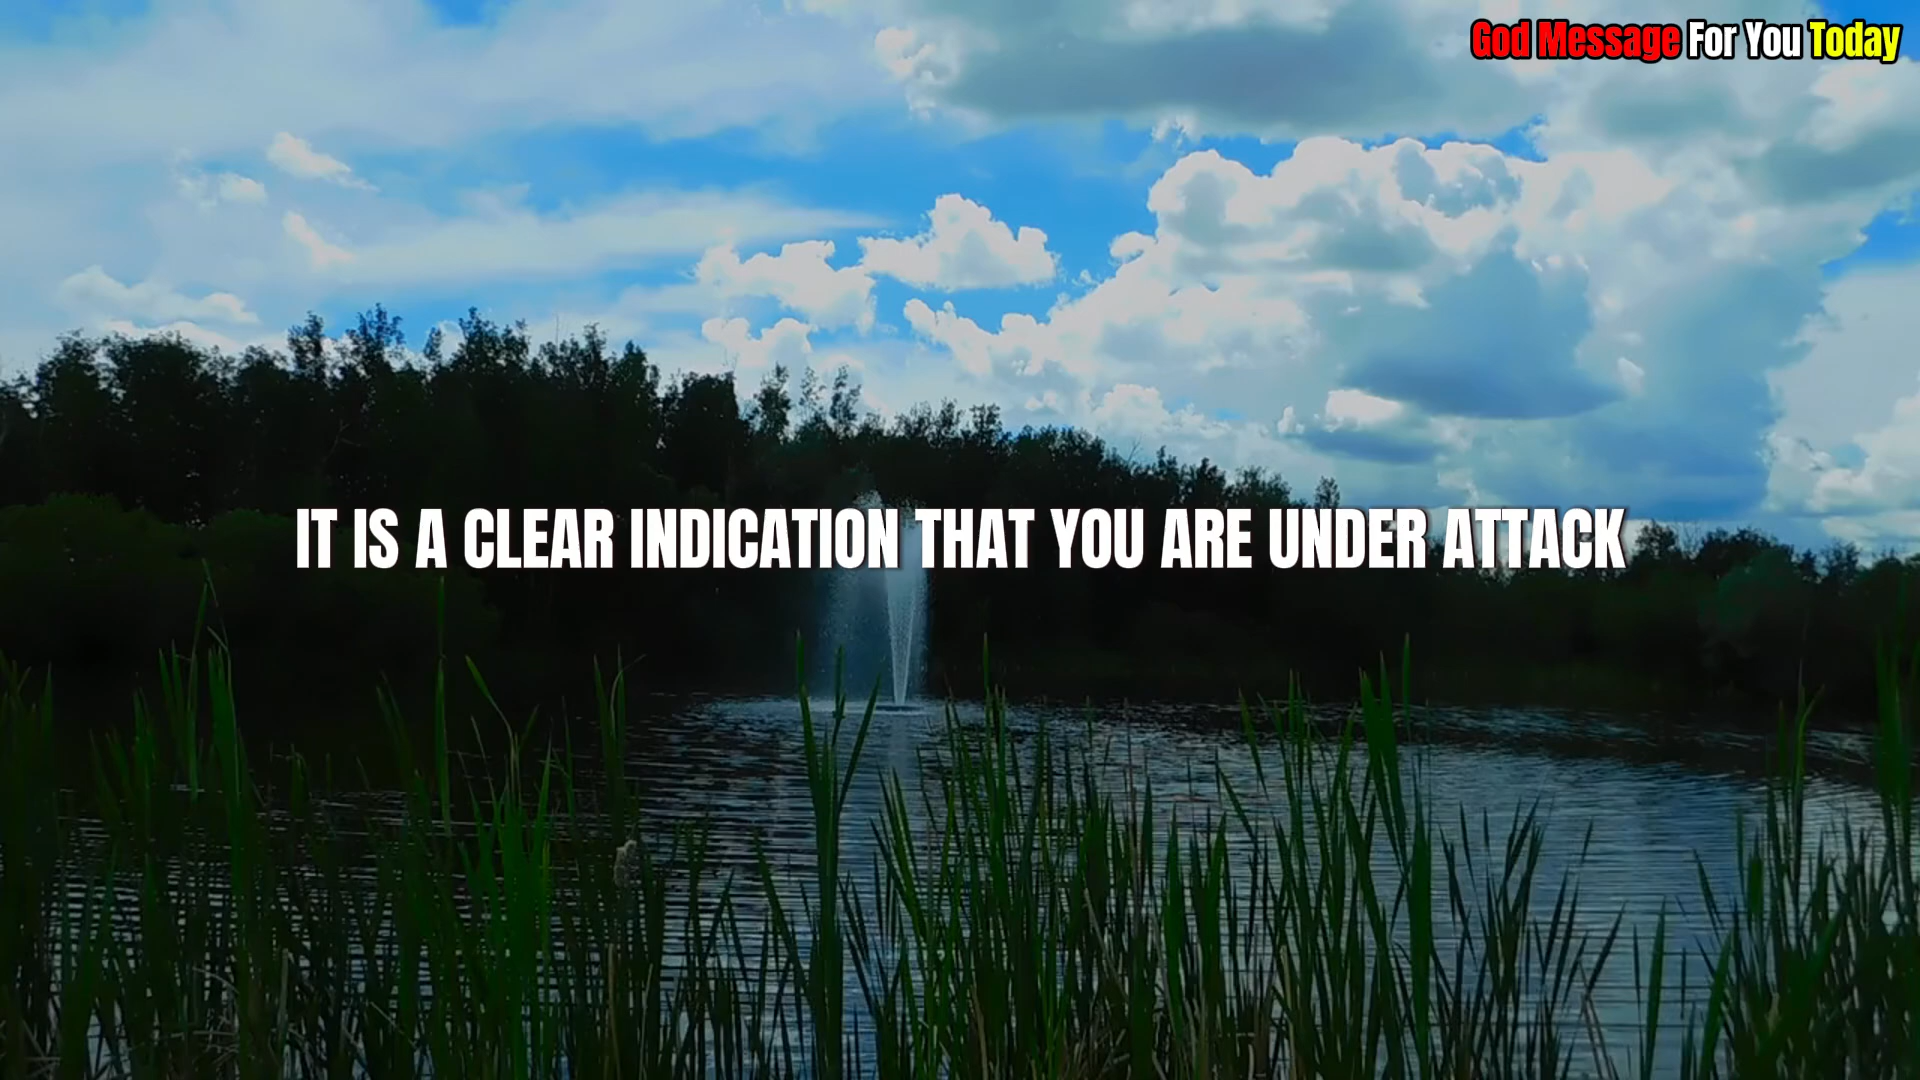 God Message For You Today
IT IS A CLEAR INDICATION THAT YOU ARE UNDER ATTACK